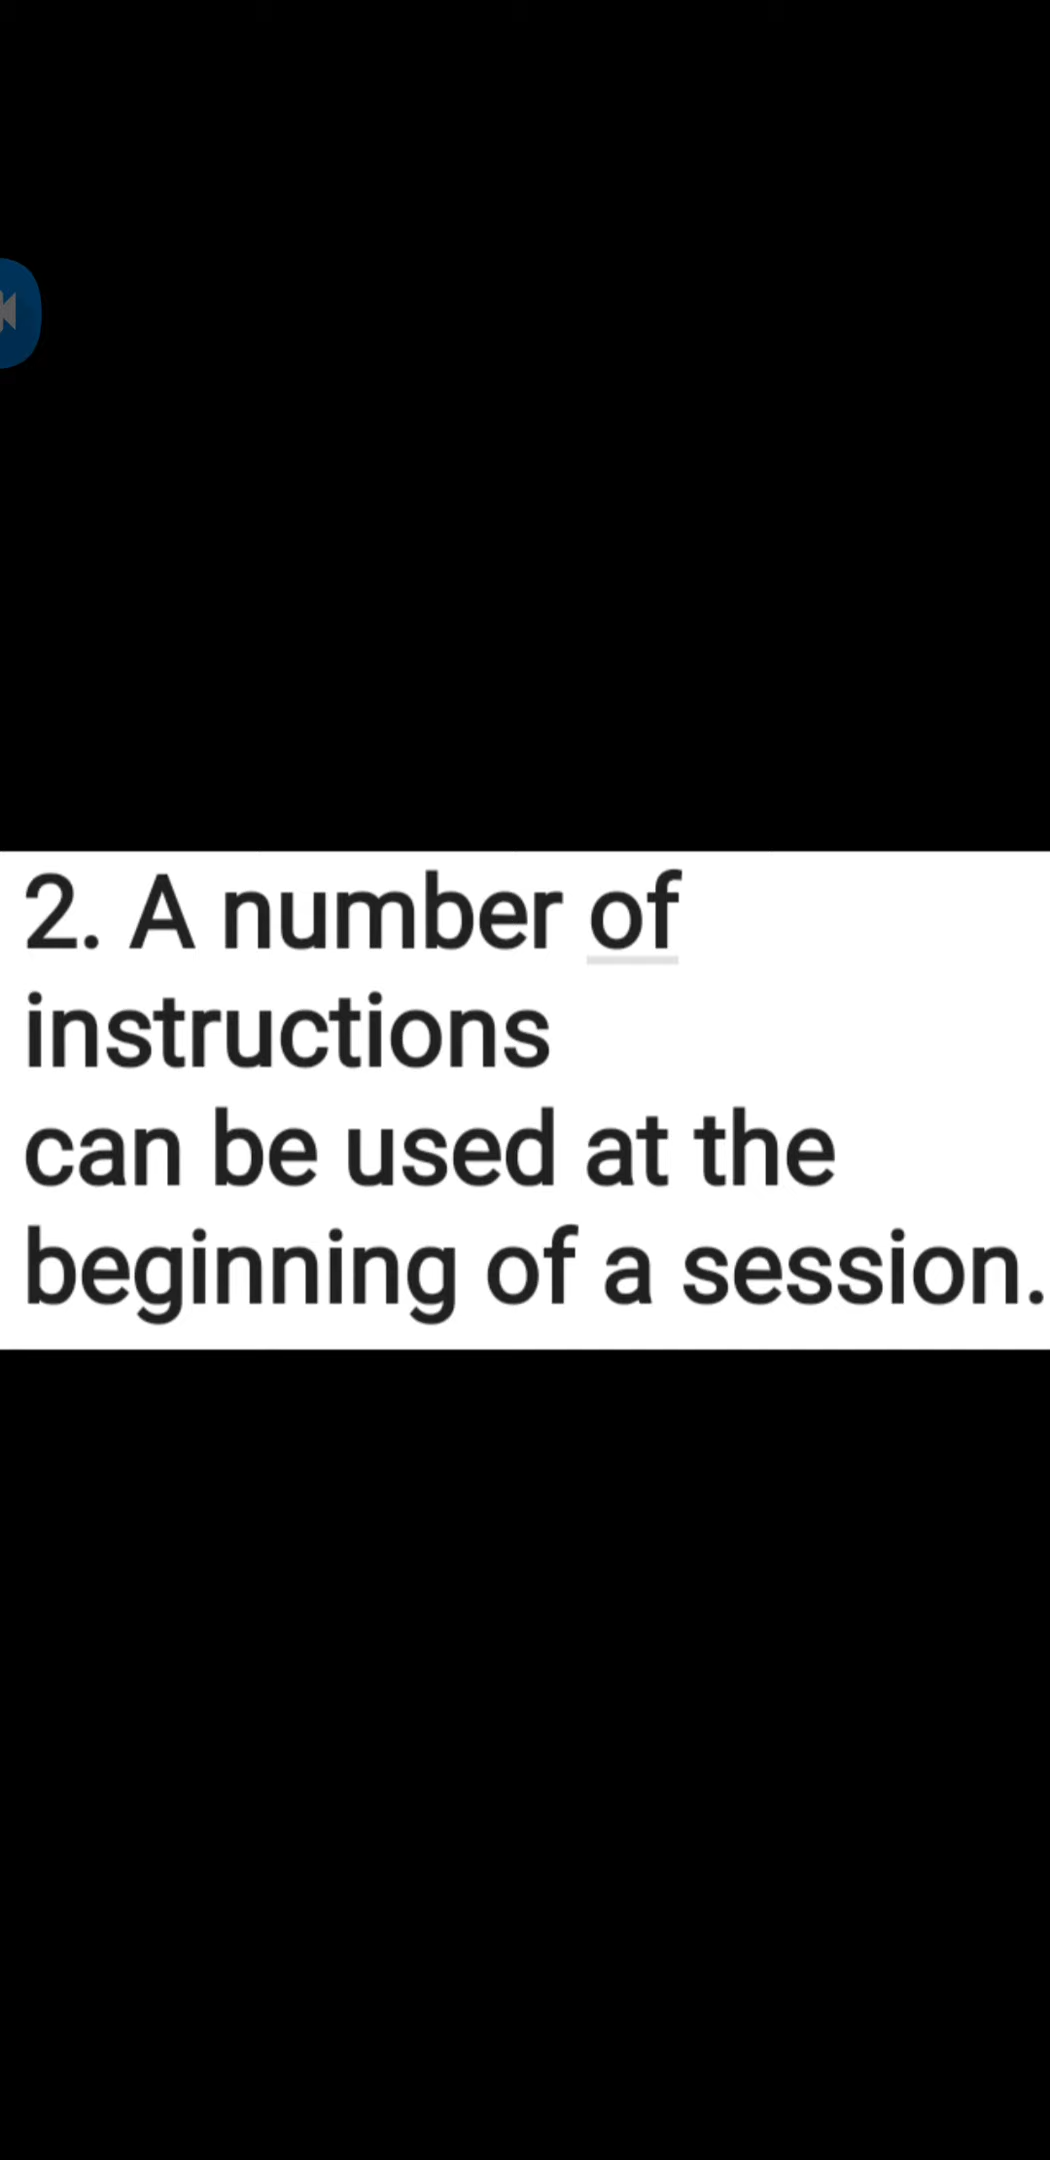 2. A number of
instructions
can be used at the
beginning of a session.